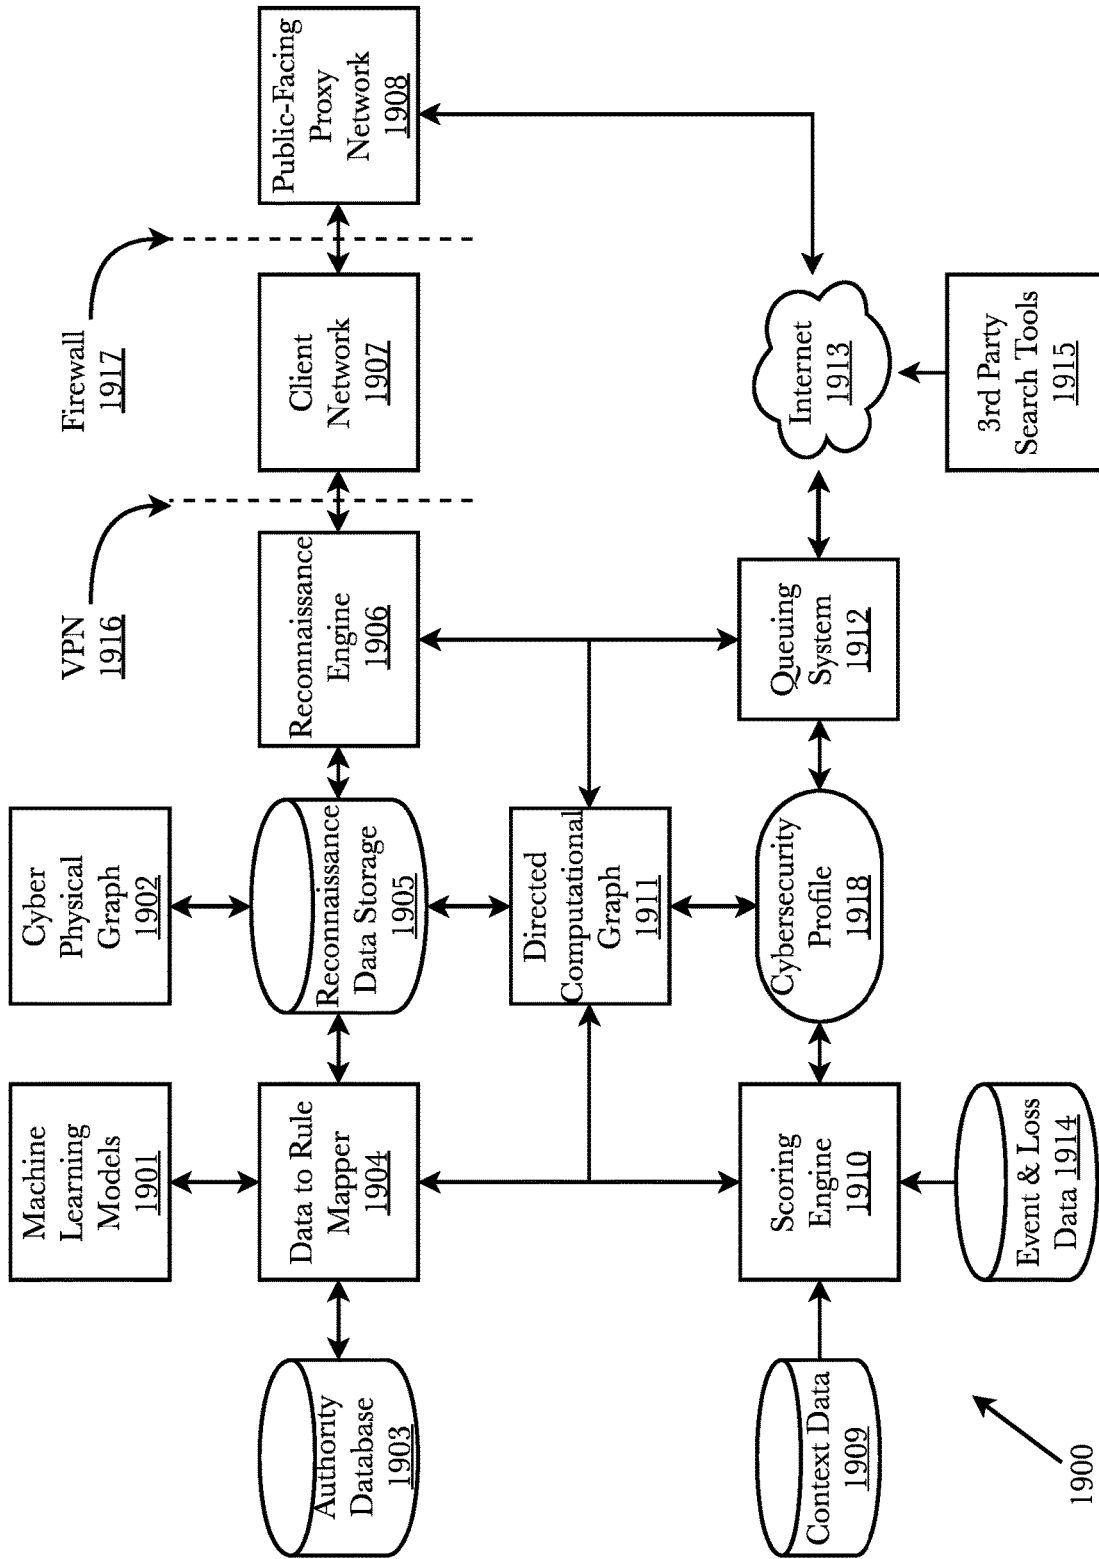 Machine
Learning
Models
1901
Cyber
Physical
Graph
1902
VPN
1916
Firewall
1917
Authority
Database
1903
Data to Rule
Mapper
1904
Reconnaissance
Data Storage
1905
Reconnaissance
Engine
1906
Client
Network
1907
Public-Facing
Proxy
Network
1908
Directed
Computational
Graph
1911
Context Data
1909
Scoring
Engine
1910
Cybersecurity
Profile
1918
Queuing
System
1912
Internet
1913
Event & Loss
Data 1914
3rd Party
Search Tools
1915
1900